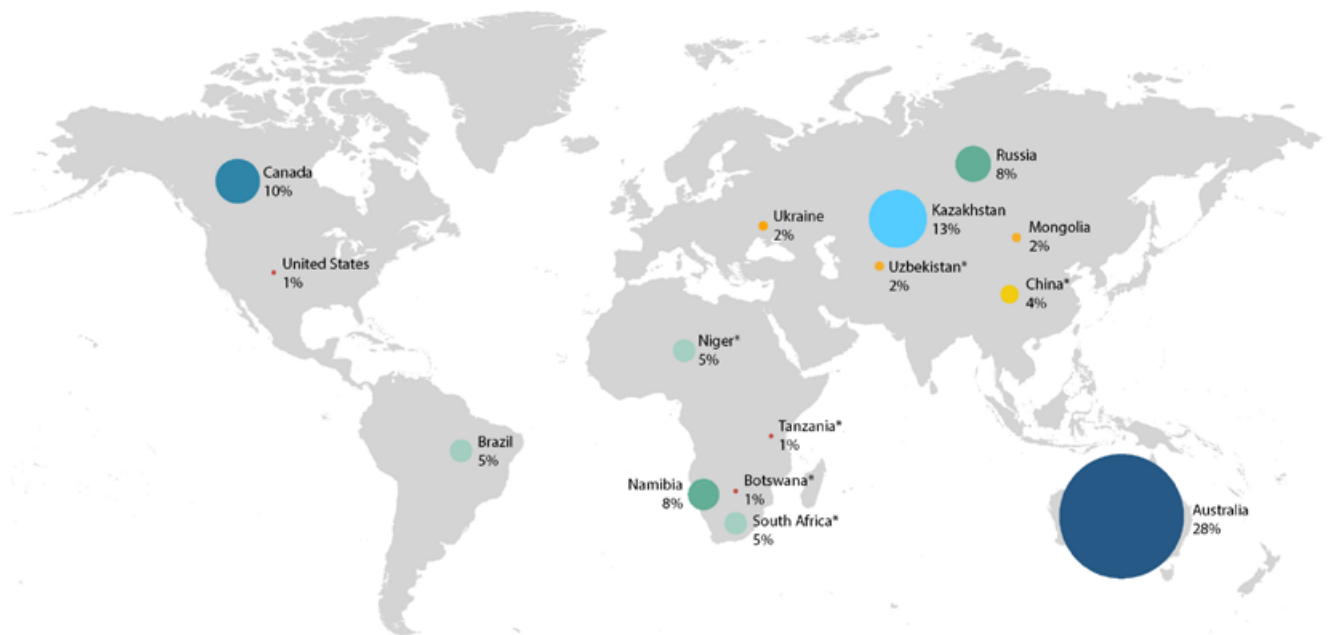 Canada
10%
United States
1%
Brazil
5%
Ukraine
2%
Russia
8%
Kazakhstan
13%
Mongolia
2%
Uzbekistan*
2%
China*
4%
Niger*
5%
Tanzania*
1%
Namibia
8%
Botswana*
1%
South Africa*
5%
Australia
28%